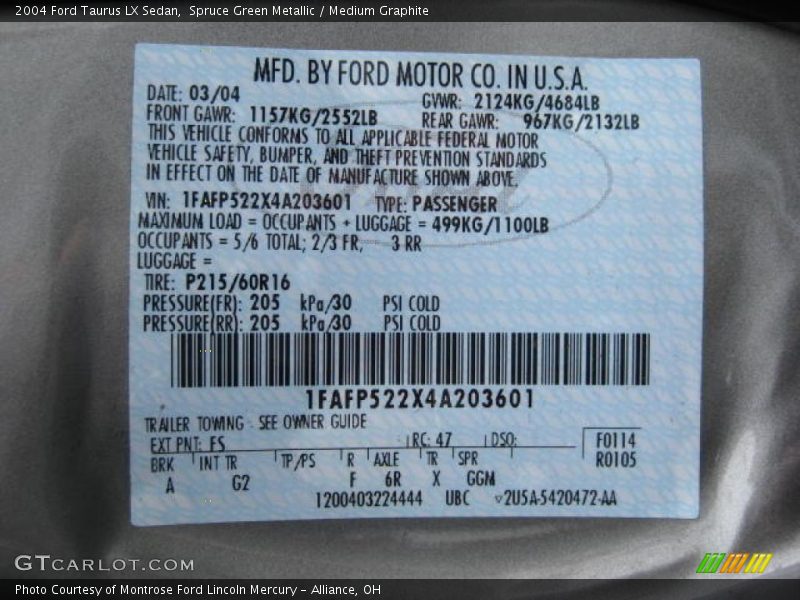 2004 Ford Taurus LX Sedan, Spruce Green Metallic / Medium Graphite
MFD. BY FORD MOTOR CO. IN U.S.A.
DATE: 03/04 GVWR: 2124KG/4684LB
FRONT GAWR: 1157KG/2552LB REAR GAWR: 967KG/2132LB
THIS VEHICLE CONFORMS TO ALL APPLICABLE FEDERAL MOTOR
VEHICLE SAFETY, BUMPER, AND THEFT PREVENTION STANDARDS
IN EFFECT ON THE DATE OF MANUFACTURE SHOWN ABOVE.
VIN: 1FAFP522X4A203601 TYPE: PASSENGER
MAXIMUM LOAD = OCCUPANTS + LUGGAGE = 499KG/1100LB
OCCUPANTS = 5/6 TOTAL; 2/3 FR, 3 RR
LUGGAGE =
TIRE: P215/60R16
PRESSURE(FR): 205 kPa/30 PSI COLD
PRESSURE(RR): 205 kPa/30 PSI COLD
1FAFP522X4A203601
TRAILER TOWING - SEE OWNER GUIDE
EXT PNT: FS RC: 47 DSO: F0114
BRK INT TR TP/PS R AXLE TR SPR R0105
A G2 F 6R X GGM
1200403224444 UBC 2U5A-5420472-AA
GTCARLOT.COM
Photo Courtesy of Montrose Ford Lincoln Mercury - Alliance, OH